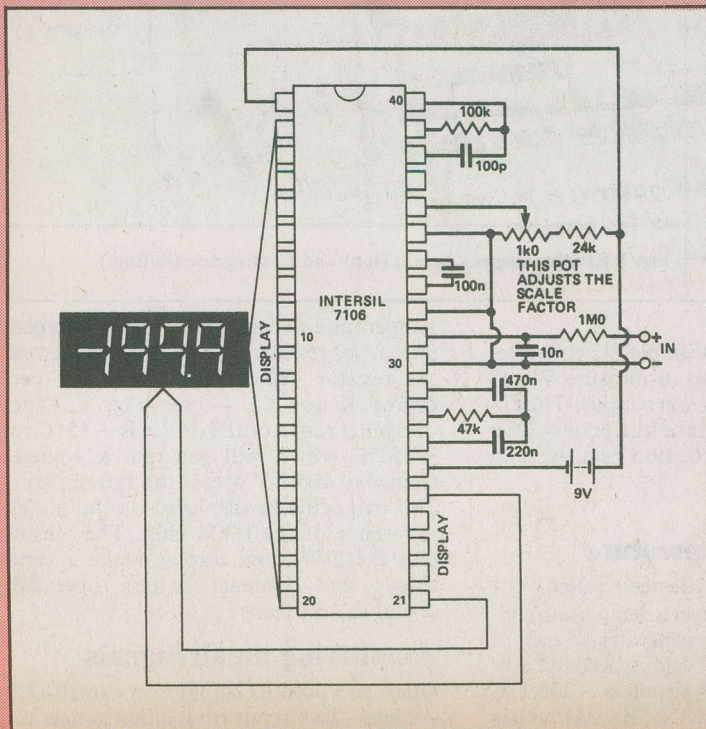 40
100k
100p
1k0
24k
THIS POT
ADJUSTS THE
SCALE
FACTOR
100n
INTERSIL
7106
1M0
+
IN
10n
−
-199.9
DISPLAY
10
30
470n
47k
220n
9V
DISPLAY
20
21